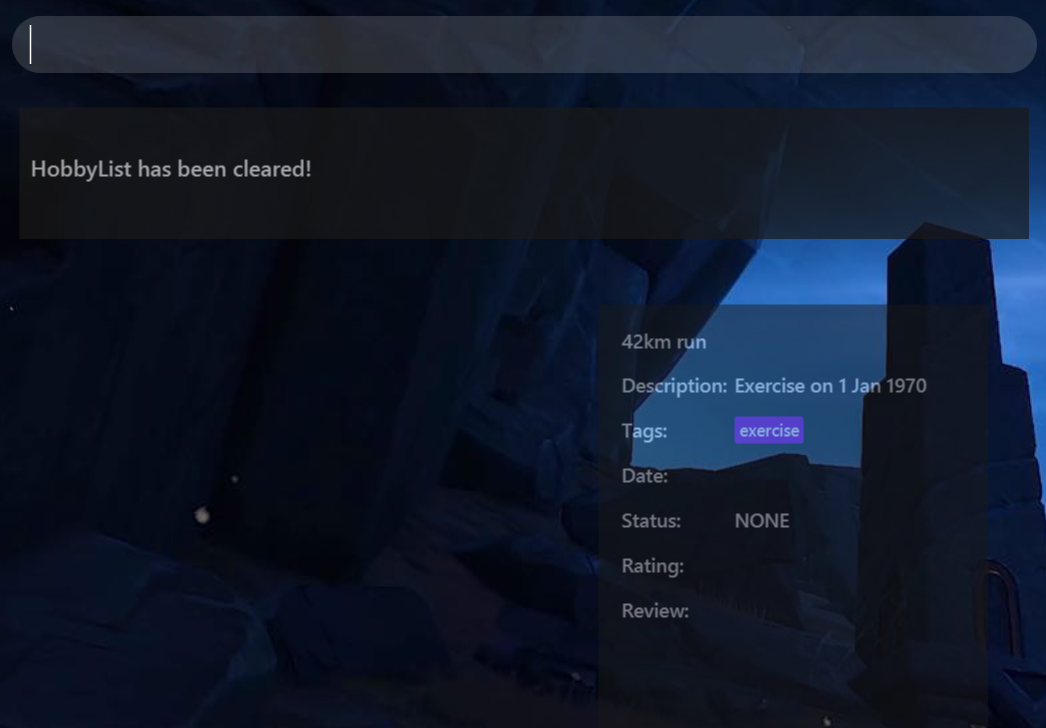 HobbyList has been cleared!
42km run
Description: Exercise on 1 Jan 1970
Tags: exercise
Date:
Status: NONE
Rating:
Review: